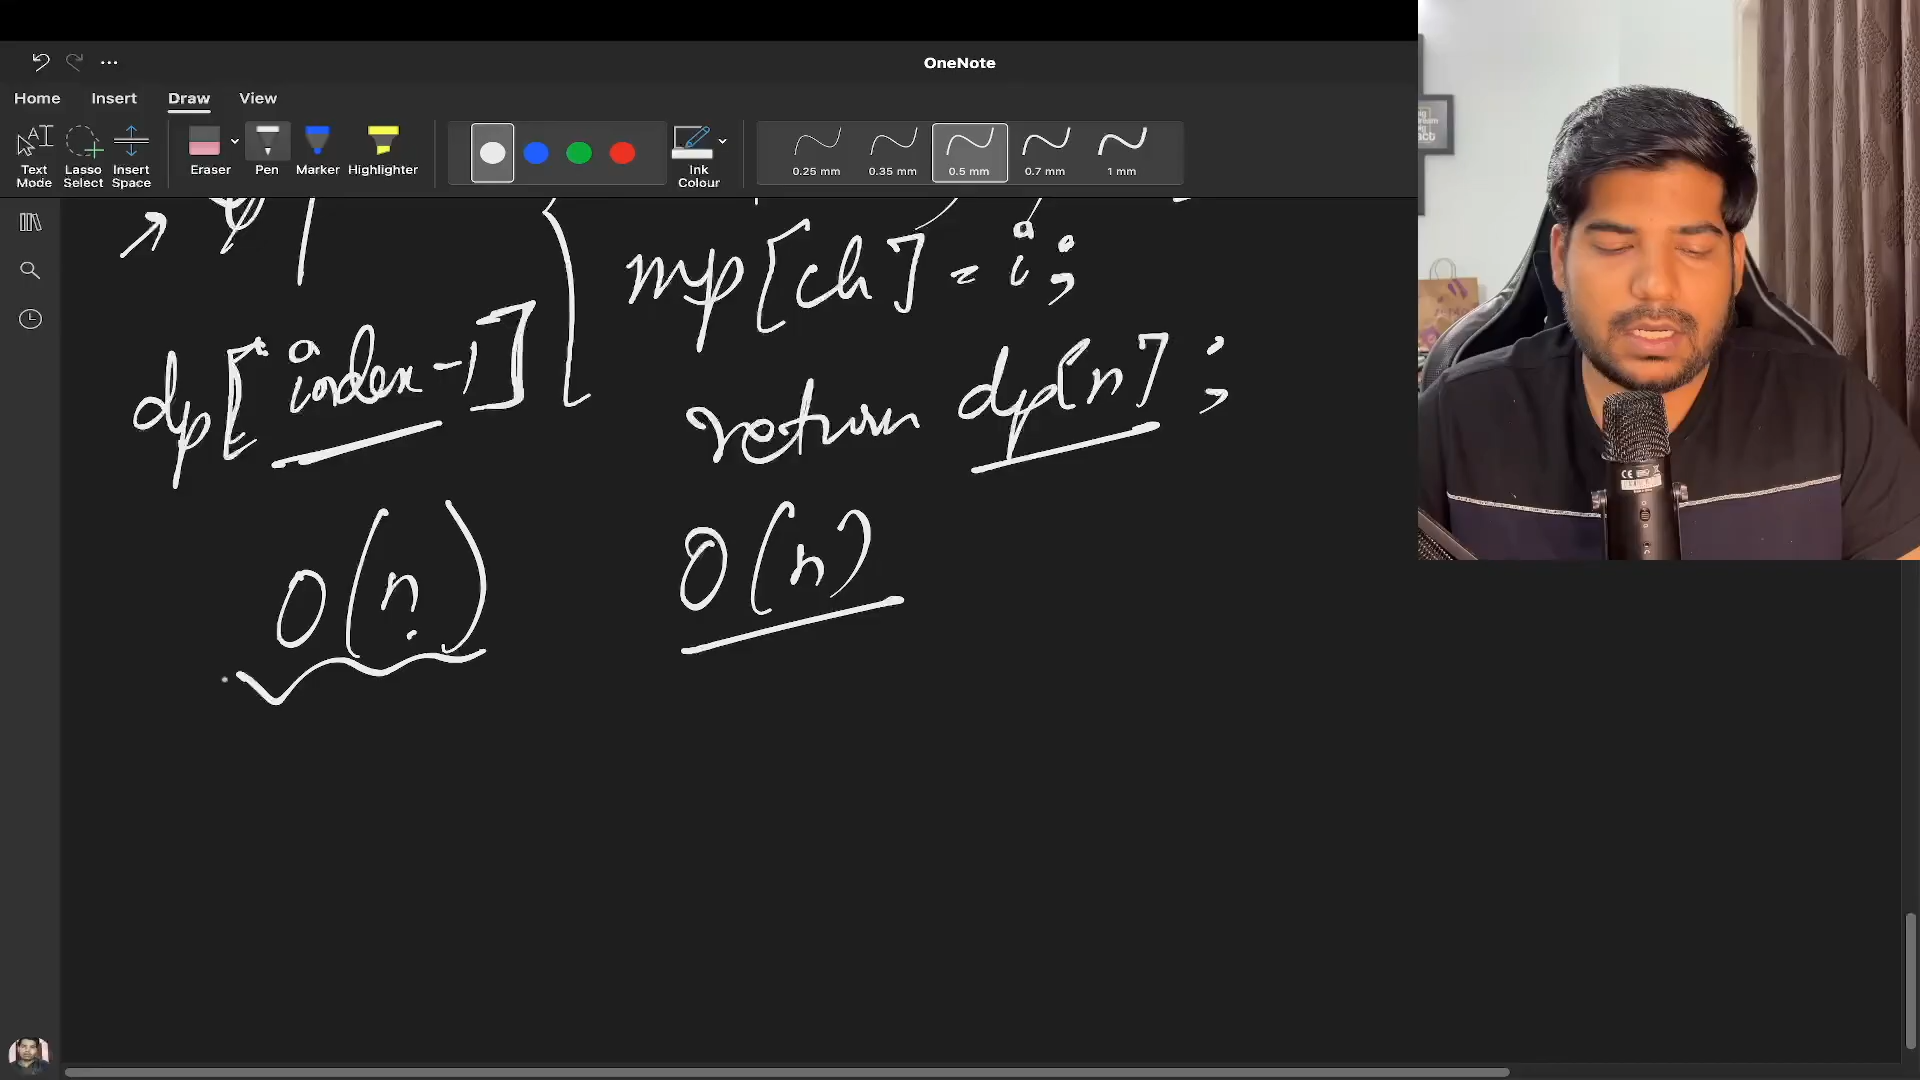 OneNote
Home Insert Draw View
Text Mode
Lasso Select
Insert Space
Eraser
Pen
Marker
Highlighter
Ink Colour
0.25 mm
0.35 mm
0.5 mm
0.7 mm
1 mm
mp[ch] = i;
dp[index-1]
return dp[n];
O(n)
O(n)